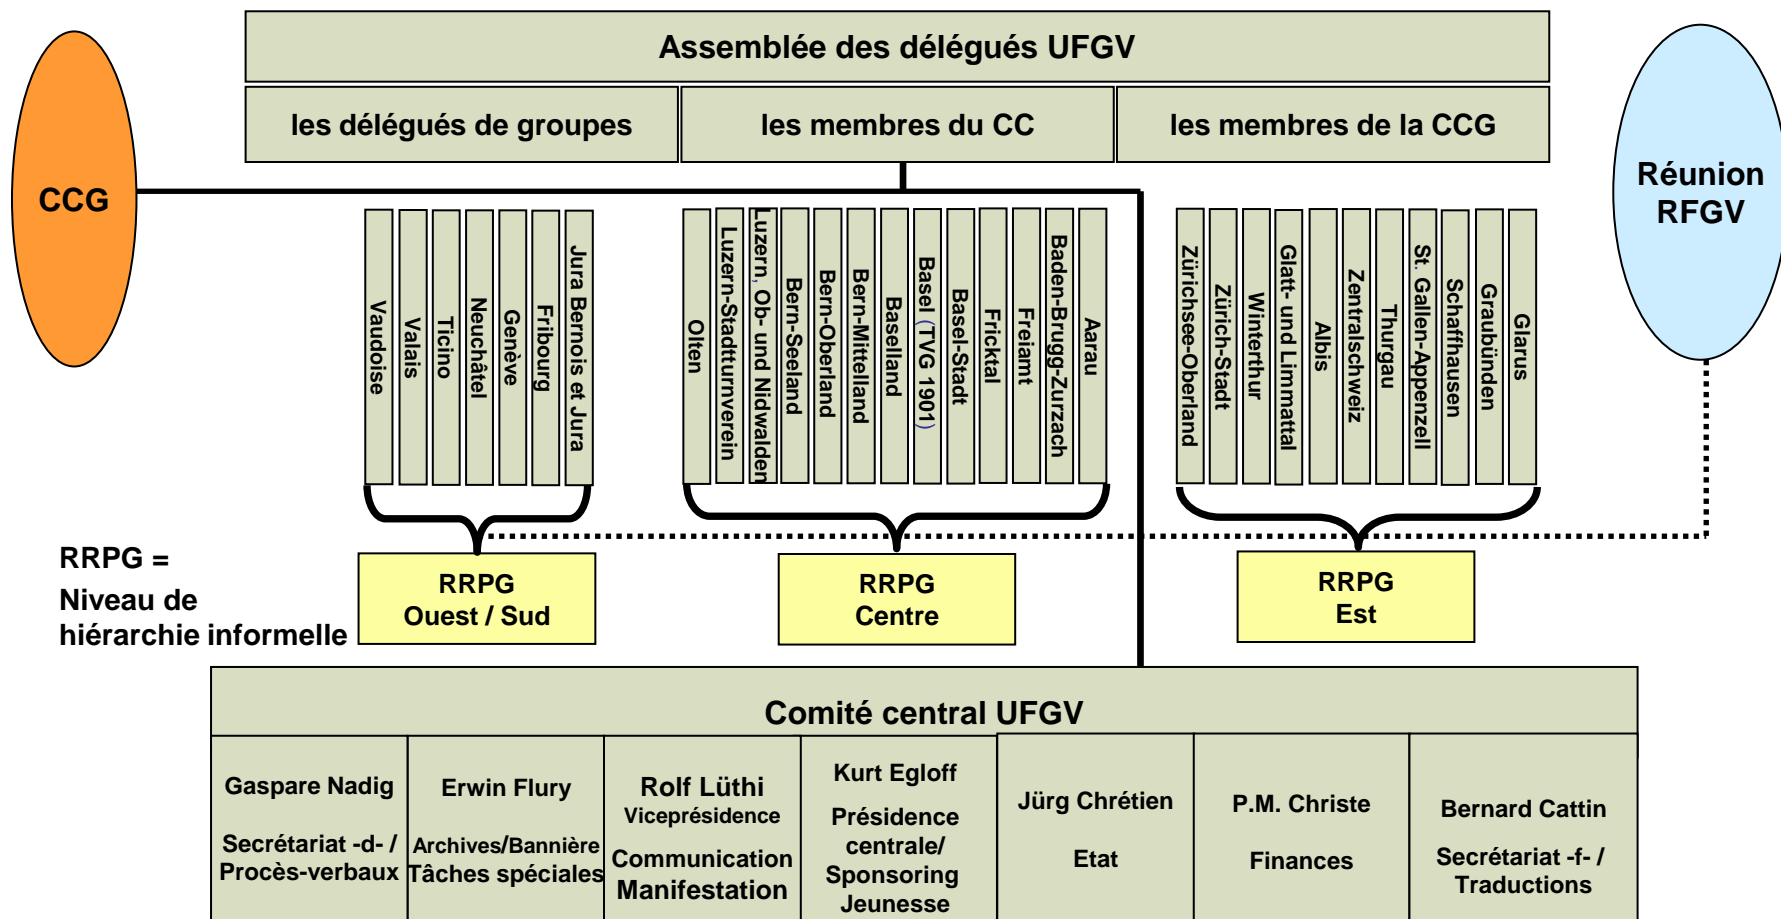 Assemblée des délégués UFGV
les délégués de groupes
les membres du CC
les membres de la CCG
CCG
Réunion
RFGV
Vaudoise
Valais
Ticino
Neuchâtel
Genève
Fribourg
Jura Bernois et Jura
Olten
Luzern-Stadtturnverein
Luzern, Ob- und Nidwalden
Bern-Seeland
Bern-Oberland
Bern-Mittelland
Baselland
Basel (TVG 1901)
Basel-Stadt
Fricktal
Freiamt
Baden-Brugg-Zurzach
Aarau
Zürichsee-Oberland
Zürich-Stadt
Winterthur
Glatt- und Limmattal
Albis
Zentralschweiz
Thurgau
St. Gallen-Appenzell
Schaffhausen
Graubünden
Glarus
RRPG =
Niveau de
hiérarchie informelle
RRPG
Ouest / Sud
RRPG
Centre
RRPG
Est
Comité central UFGV
Gaspare Nadig
Secrétariat -d- /
Procès-verbaux
Erwin Flury
Archives/Bannière
Tâches spéciales
Rolf Lüthi
Viceprésidence
Communication
Manifestation
Kurt Egloff
Présidence
centrale/
Sponsoring
Jeunesse
Jürg Chrétien
Etat
P.M. Christe
Finances
Bernard Cattin
Secrétariat -f- /
Traductions